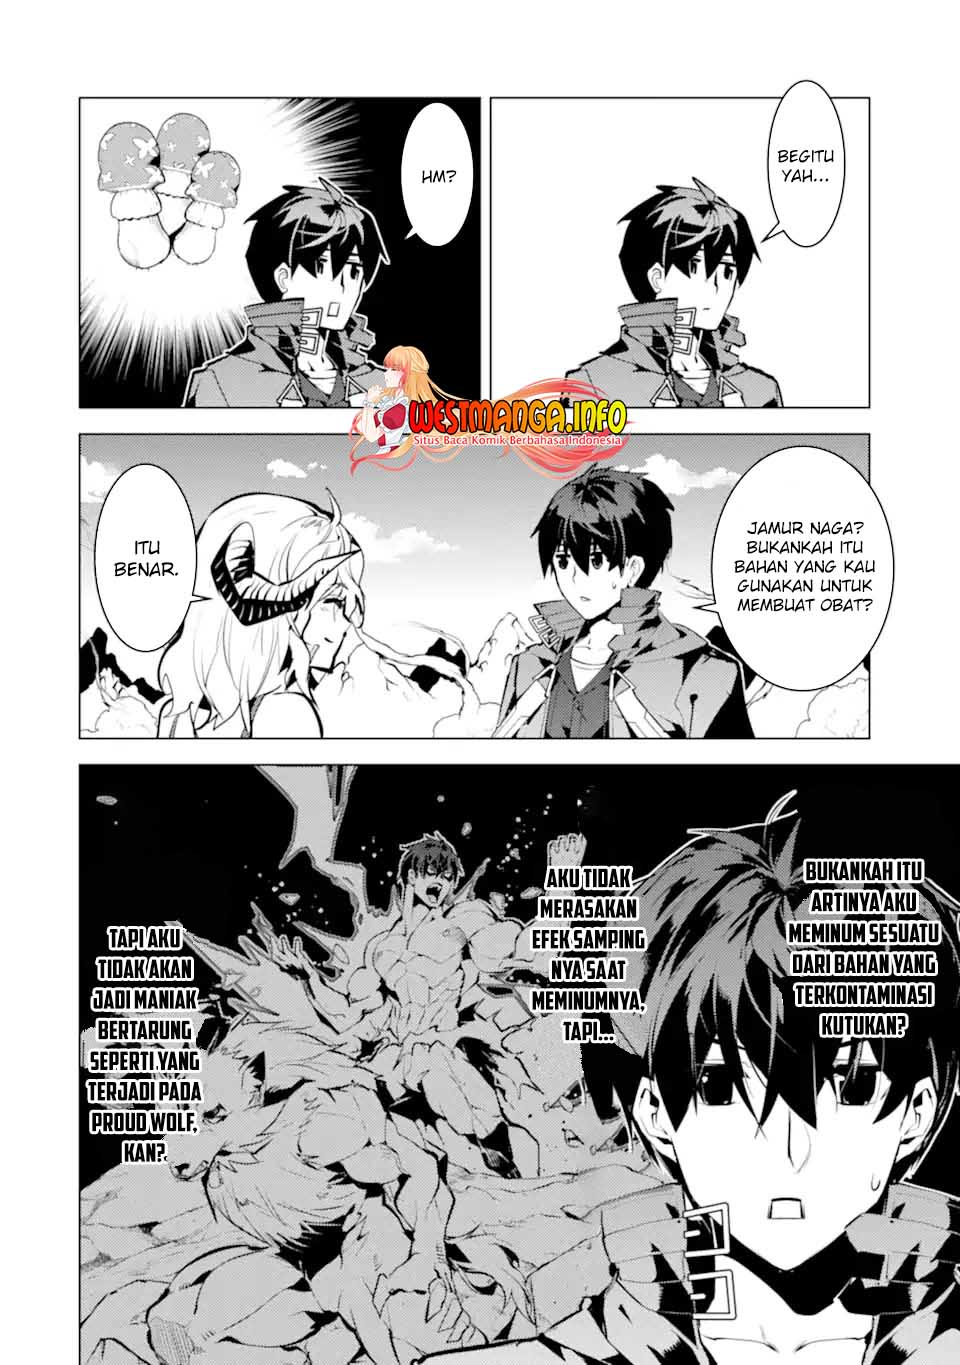 BEGITU
YAH...
HM?
WESTMANGA.INFO
Situs Baca Komik Berbahasa Indonesia
JAMUR NAGA?
BUKANKAH ITU
BAHAN YANG KAU
GUNAKAN UNTUK
MEMBUAT OBAT?
ITU
BENAR.
BUKANKAH ITU
ARTINYA AKU
MEMINUM SESUATU
DARI BAHAN YANG
TERKONTAMINASI
KUTUKAN?
AKU TIDAK
MERASAKAN
EFEK SAMPING
NYA SAAT
MEMINUMNYA,
TAPI...
TAPI AKU
TIDAK AKAN
JADI MANIAK
BERTARUNG
SEPERTI YANG
TERJADI PADA
PROUD WOLF,
KAN?